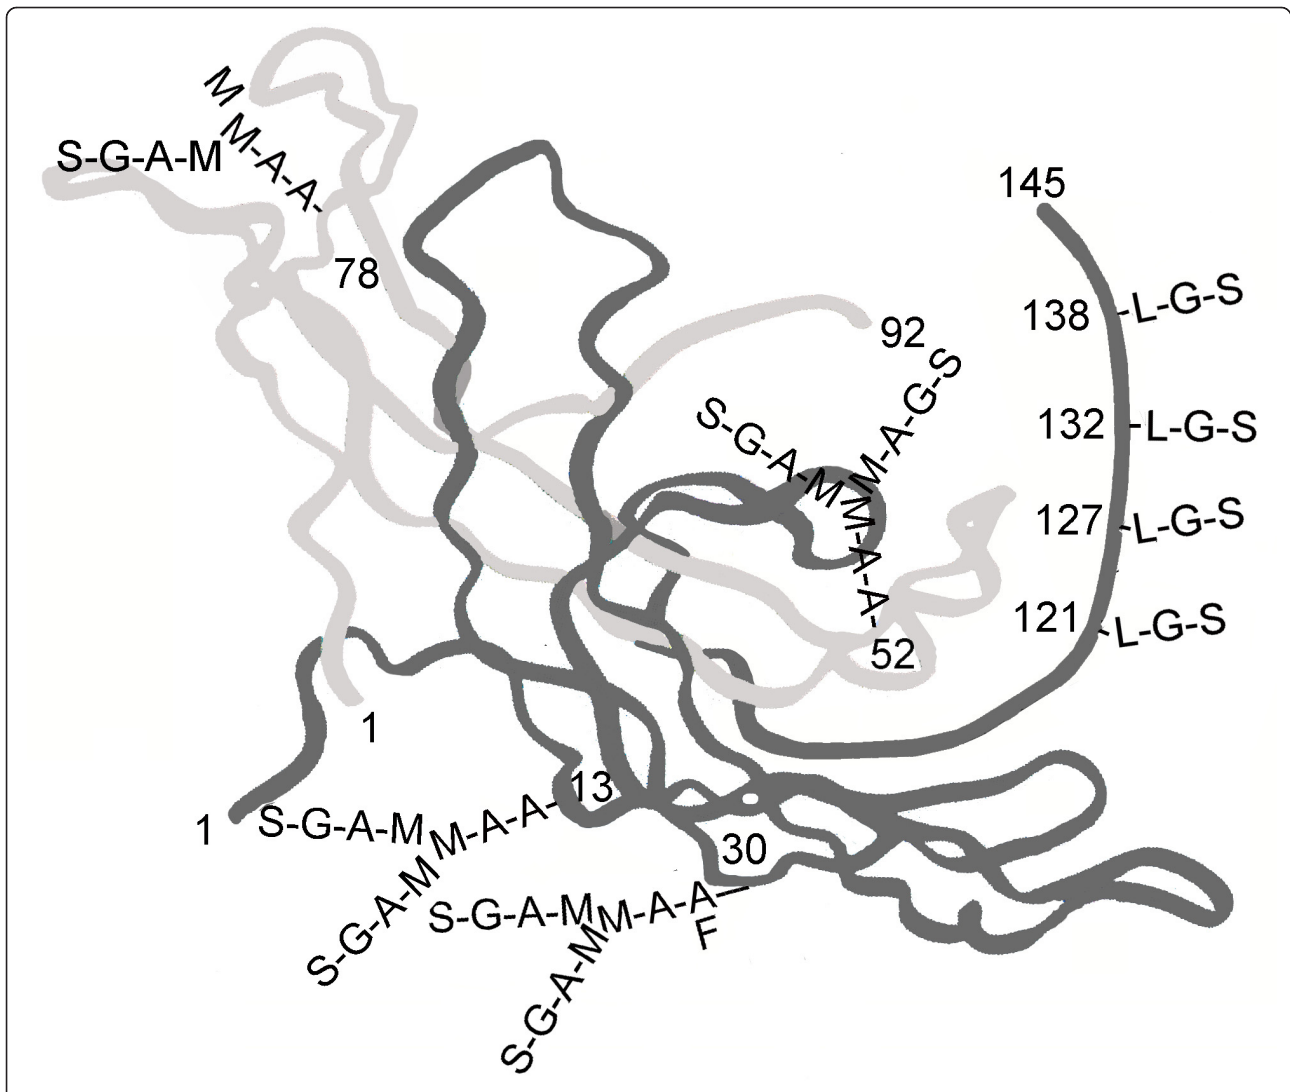 M
S-G-A-M
M-A-A-
78
145
138
-L-G-S
92
132
-L-G-S
S-G-A-M
M-A-G-S
M-A-A-
127
-L-G-S
121
-L-G-S
52
1
13
1
S-G-A-M
M-A-A-
S-G-A-M
30
S-G-A-M
M-A-A—
F
S-G-A-M